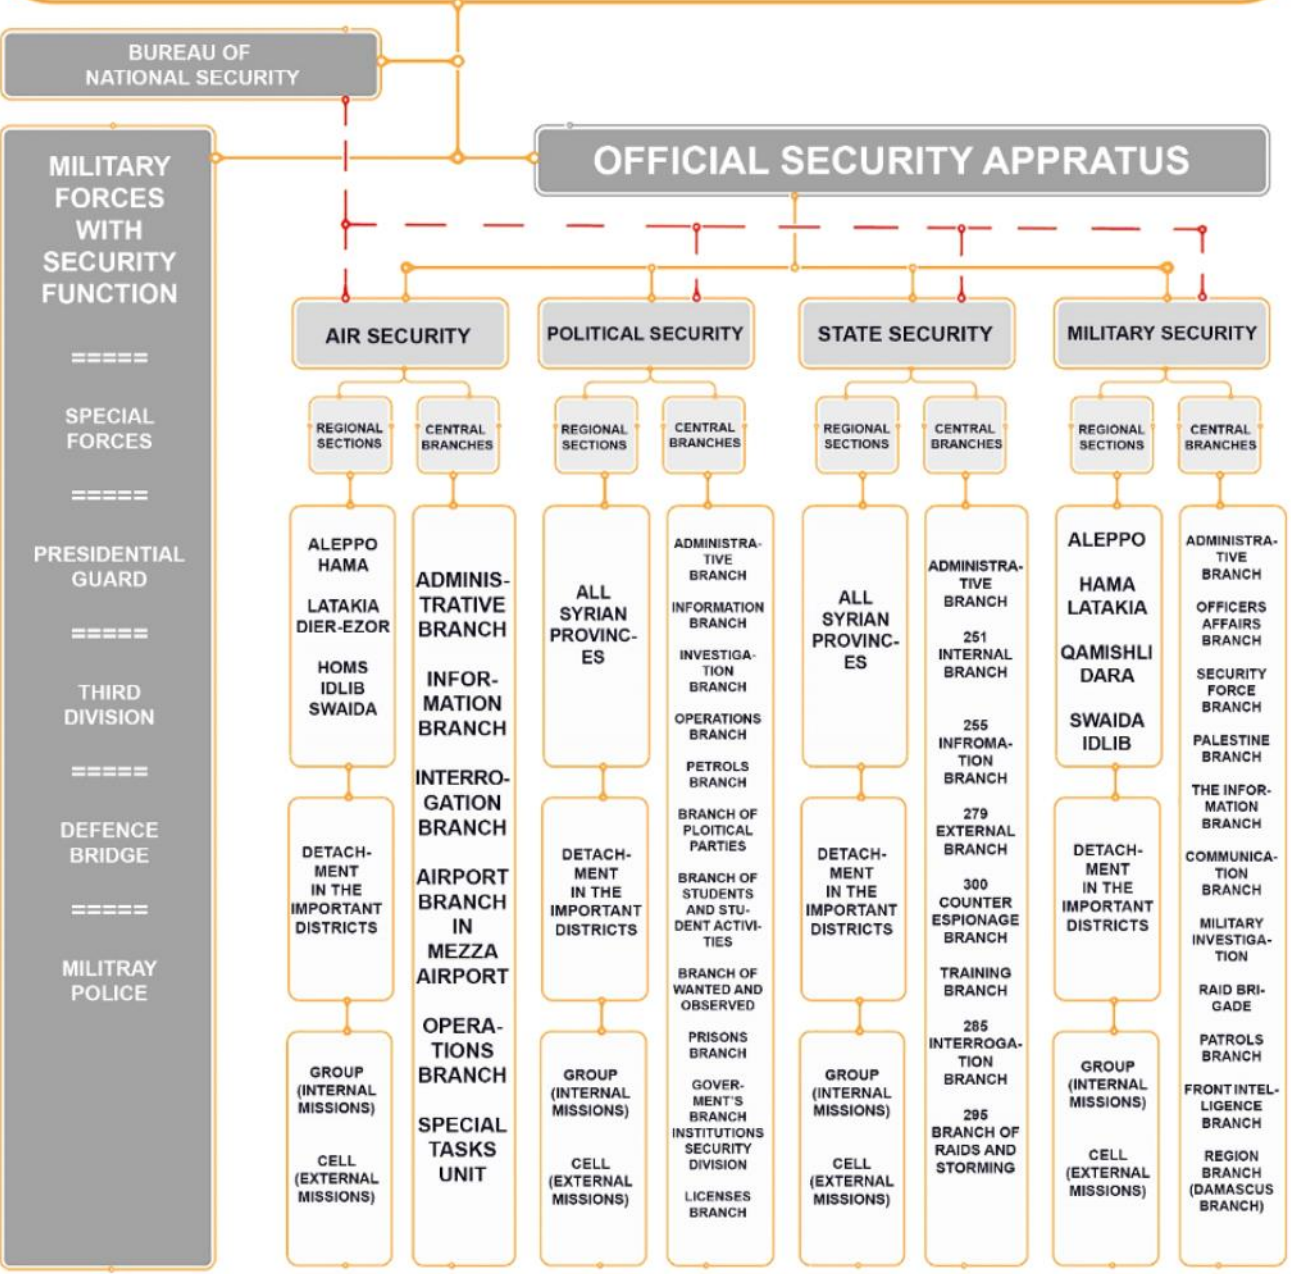 BUREAU OF
NATIONAL SECURITY
OFFICIAL SECURITY APPRATUS
MILITARY
FORCES
WITH
SECURITY
FUNCTION
=====
SPECIAL
FORCES
=====
PRESIDENTIAL
GUARD
=====
THIRD
DIVISION
=====
DEFENCE
BRIDGE
=====
MILITRAY
POLICE
AIR SECURITY
REGIONAL
SECTIONS
ALEPPO
HAMA
LATAKIA
DIER-EZOR
HOMS
IDLIB
SWAIDA
DETACH-
MENT
IN THE
IMPORTANT
DISTRICTS
GROUP
(INTERNAL
MISSIONS)
CELL
(EXTERNAL
MISSIONS)
CENTRAL
BRANCHES
ADMINIS-
TRATIVE
BRANCH
INFOR-
MATION
BRANCH
INTERRO-
GATION
BRANCH
AIRPORT
BRANCH
IN
MEZZA
AIRPORT
OPERA-
TIONS
BRANCH
SPECIAL
TASKS
UNIT
POLITICAL SECURITY
REGIONAL
SECTIONS
ALL
SYRIAN
PROVINC-
ES
DETACH-
MENT
IN THE
IMPORTANT
DISTRICTS
GROUP
(INTERNAL
MISSIONS)
CELL
(EXTERNAL
MISSIONS)
CENTRAL
BRANCHES
ADMINISTRA-
TIVE
BRANCH
INFORMATION
BRANCH
INVESTIGA-
TION
BRANCH
OPERATIONS
BRANCH
PETROLS
BRANCH
BRANCH OF
PLOITICAL
PARTIES
BRANCH OF
STUDENTS
AND STU-
DENT ACTIVI-
TIES
BRANCH OF
WANTED AND
OBSERVED
PRISONS
BRANCH
GOVER-
MENT'S
BRANCH
INSTITUTIONS
SECURITY
DIVISION
LICENSES
BRANCH
STATE SECURITY
REGIONAL
SECTIONS
ALL
SYRIAN
PROVINC-
ES
DETACH-
MENT
IN THE
IMPORTANT
DISTRICTS
GROUP
(INTERNAL
MISSIONS)
CELL
(EXTERNAL
MISSIONS)
CENTRAL
BRANCHES
ADMINISTRA-
TIVE
BRANCH
251
INTERNAL
BRANCH
255
INFROMA-
TION
BRANCH
279
EXTERNAL
BRANCH
300
COUNTER
ESPIONAGE
BRANCH
TRAINING
BRANCH
285
INTERROGA-
TION
BRANCH
295
BRANCH OF
RAIDS AND
STORMING
MILITARY SECURITY
REGIONAL
SECTIONS
ALEPPO
HAMA
LATAKIA
QAMISHLI
DARA
SWAIDA
IDLIB
DETACH-
MENT
IN THE
IMPORTANT
DISTRICTS
GROUP
(INTERNAL
MISSIONS)
CELL
(EXTERNAL
MISSIONS)
CENTRAL
BRANCHES
ADMINISTRA-
TIVE
BRANCH
OFFICERS
AFFAIRS
BRANCH
SECURITY
FORCE
BRANCH
PALESTINE
BRANCH
THE INFOR-
MATION
BRANCH
COMMUNICA-
TION
BRANCH
MILITARY
INVESTIGA-
TION
RAID BRI-
GADE
PATROLS
BRANCH
FRONT INTEL-
LIGENCE
BRANCH
REGION
BRANCH
(DAMASCUS
BRANCH)